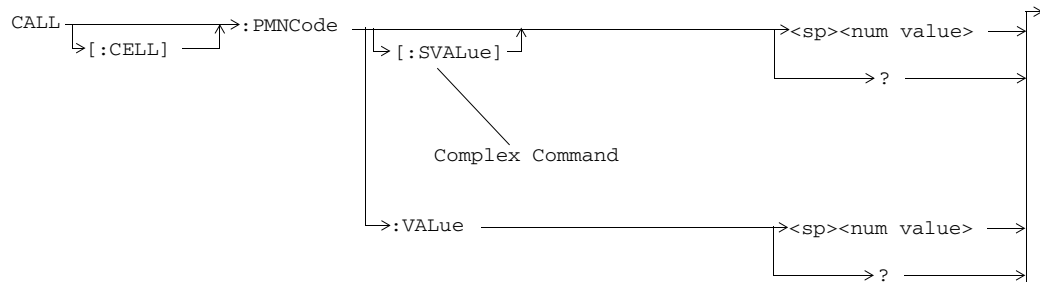 CALL :PMNCode <sp><num value>
[:CELL] [:SVALue]
?
Complex Command
:VALue <sp><num value>
?